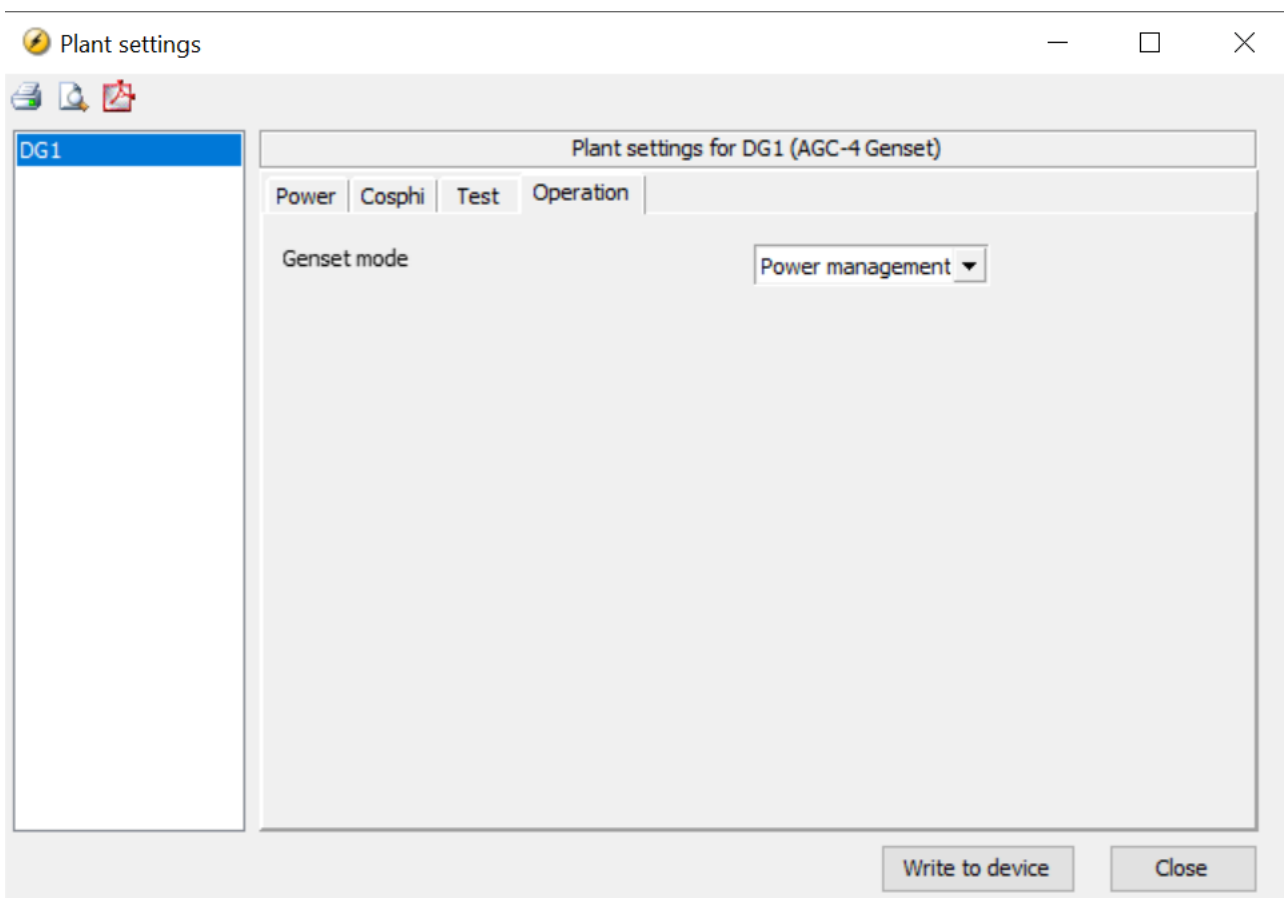 Plant settings
DG1
Plant settings for DG1 (AGC-4 Genset)
Power Cosphi Test Operation
Genset mode Power management
Write to device Close